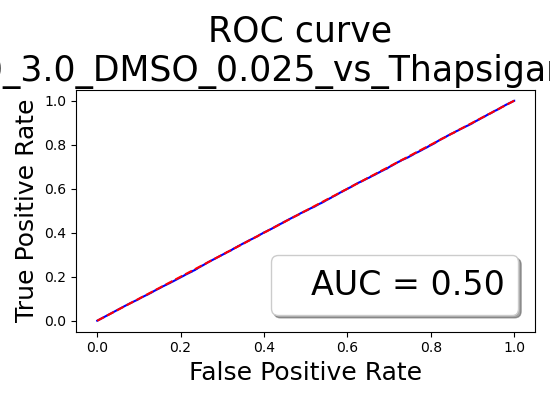 ROC curve
_3.0_DMSO_0.025_vs_Thapsigar
True Positive Rate
1.0
0.8
0.6
0.4
0.2
0.0
AUC = 0.50
0.0 0.2 0.4 0.6 0.8 1.0
False Positive Rate